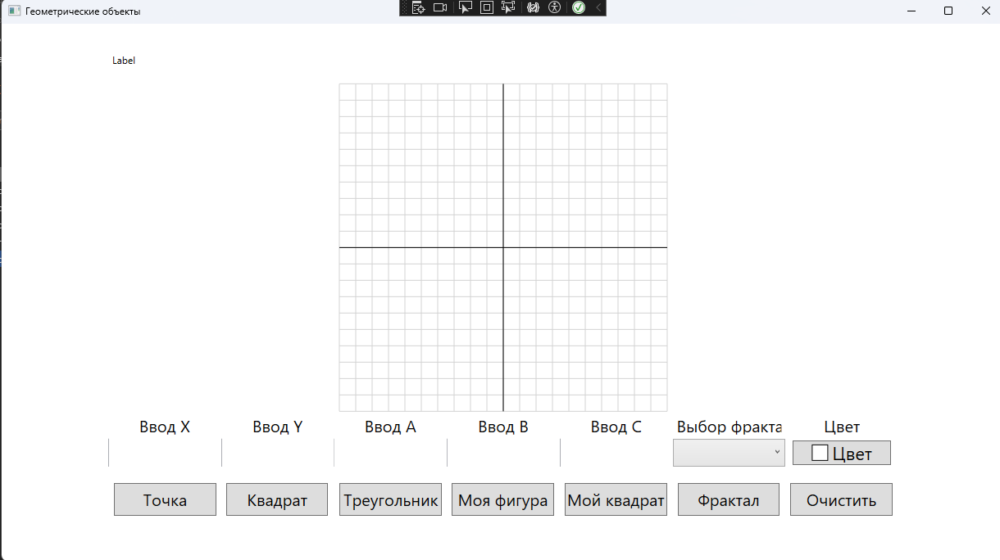 Геометрические объекты
Label
Ввод X
Ввод Y
Ввод A
Ввод B
Ввод C
Выбор фракта
Цвет
Цвет
Точка
Квадрат
Треугольник
Моя фигура
Мой квадрат
Фрактал
Очистить